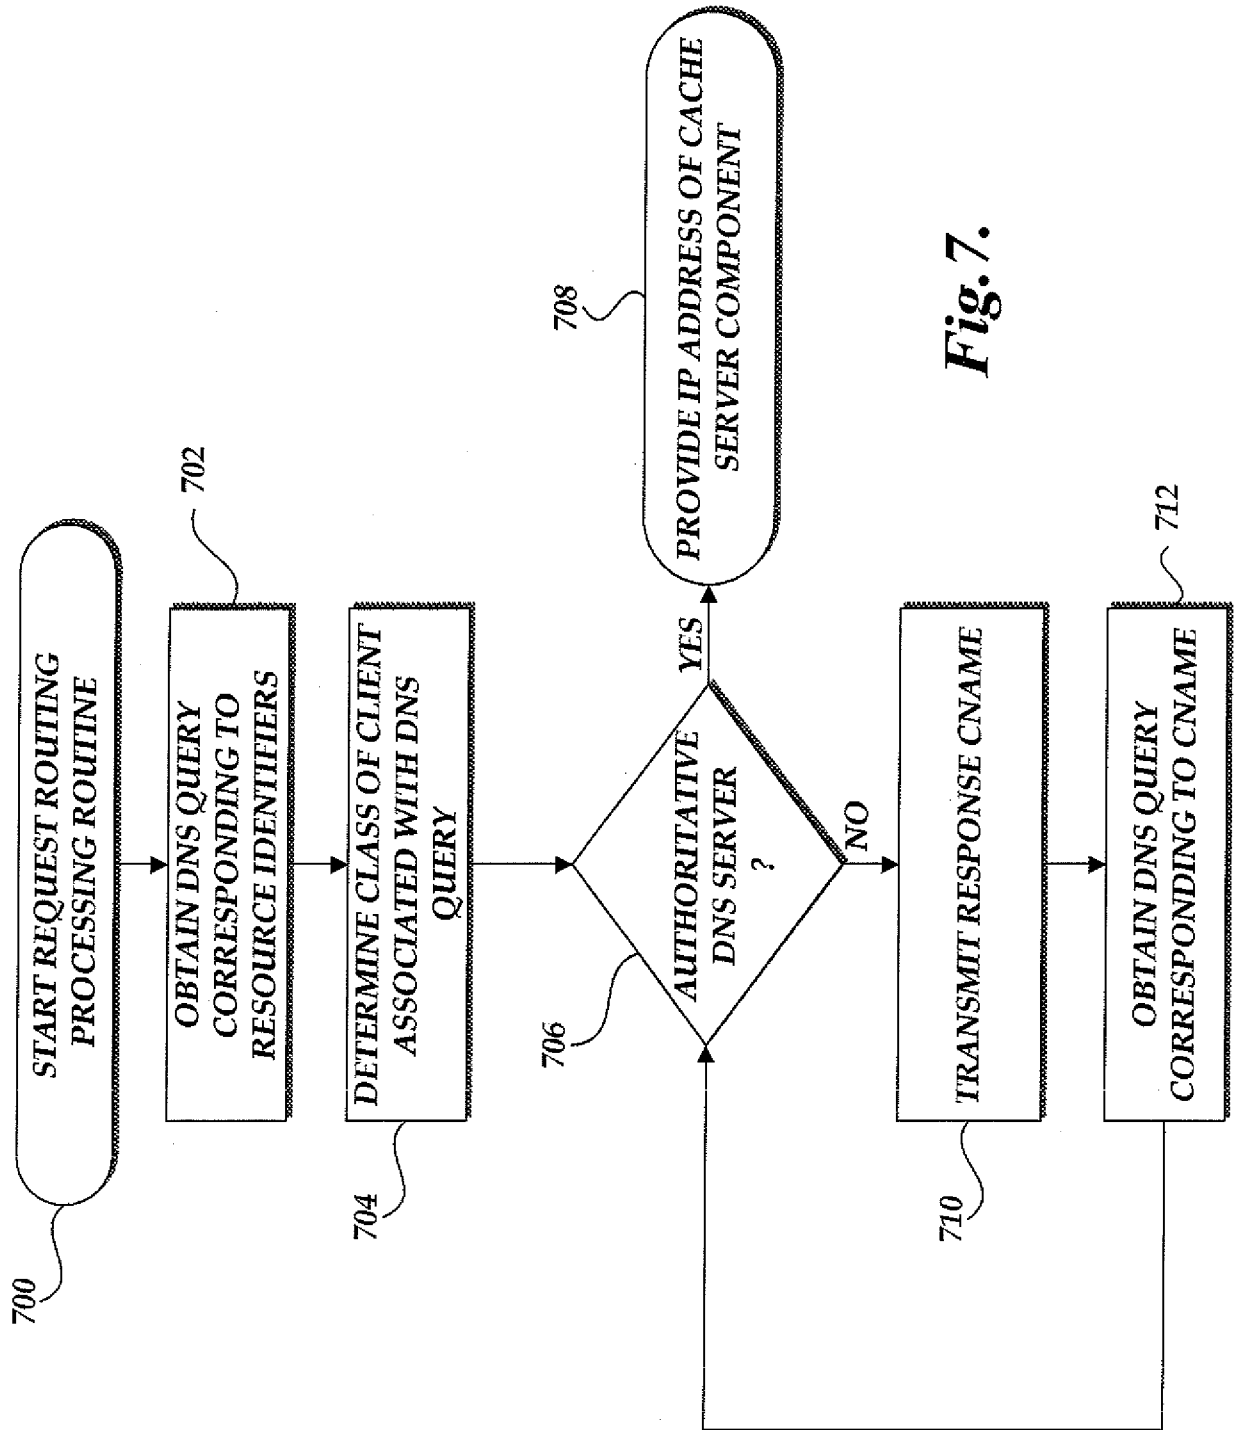 700
START REQUEST ROUTING
PROCESSING ROUTINE
702
OBTAIN DNS QUERY
CORRESPONDING TO
RESOURCE IDENTIFIERS
704
DETERMINE CLASS OF CLIENT
ASSOCIATED WITH DNS
QUERY
706
AUTHORITATIVE
DNS SERVER
?
YES
708
PROVIDE IP ADDRESS OF CACHE
SERVER COMPONENT
NO
710
TRANSMIT RESPONSE CNAME
712
OBTAIN DNS QUERY
CORRESPONDING TO CNAME
Fig.7.